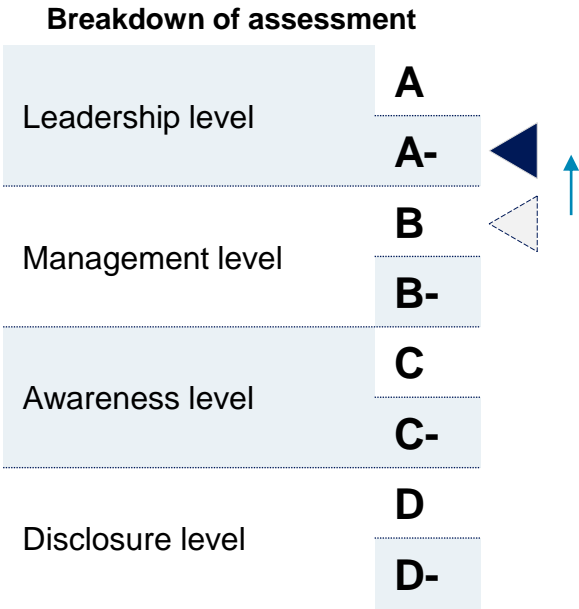 Breakdown of assessment
Leadership level
A
A-
Management level
B
B-
Awareness level
C
C-
Disclosure level
D
D-